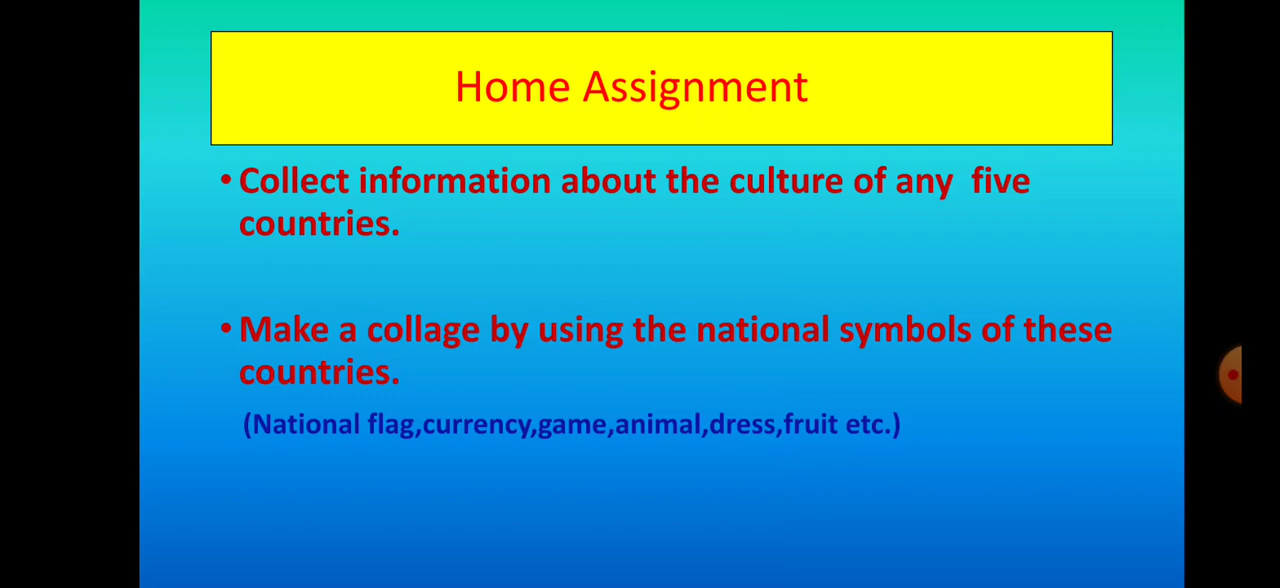 Home Assignment
• Collect information about the culture of any  five
countries.
• Make a collage by using the national symbols of these
countries.
(National flag,currency,game,animal,dress,fruit etc.)